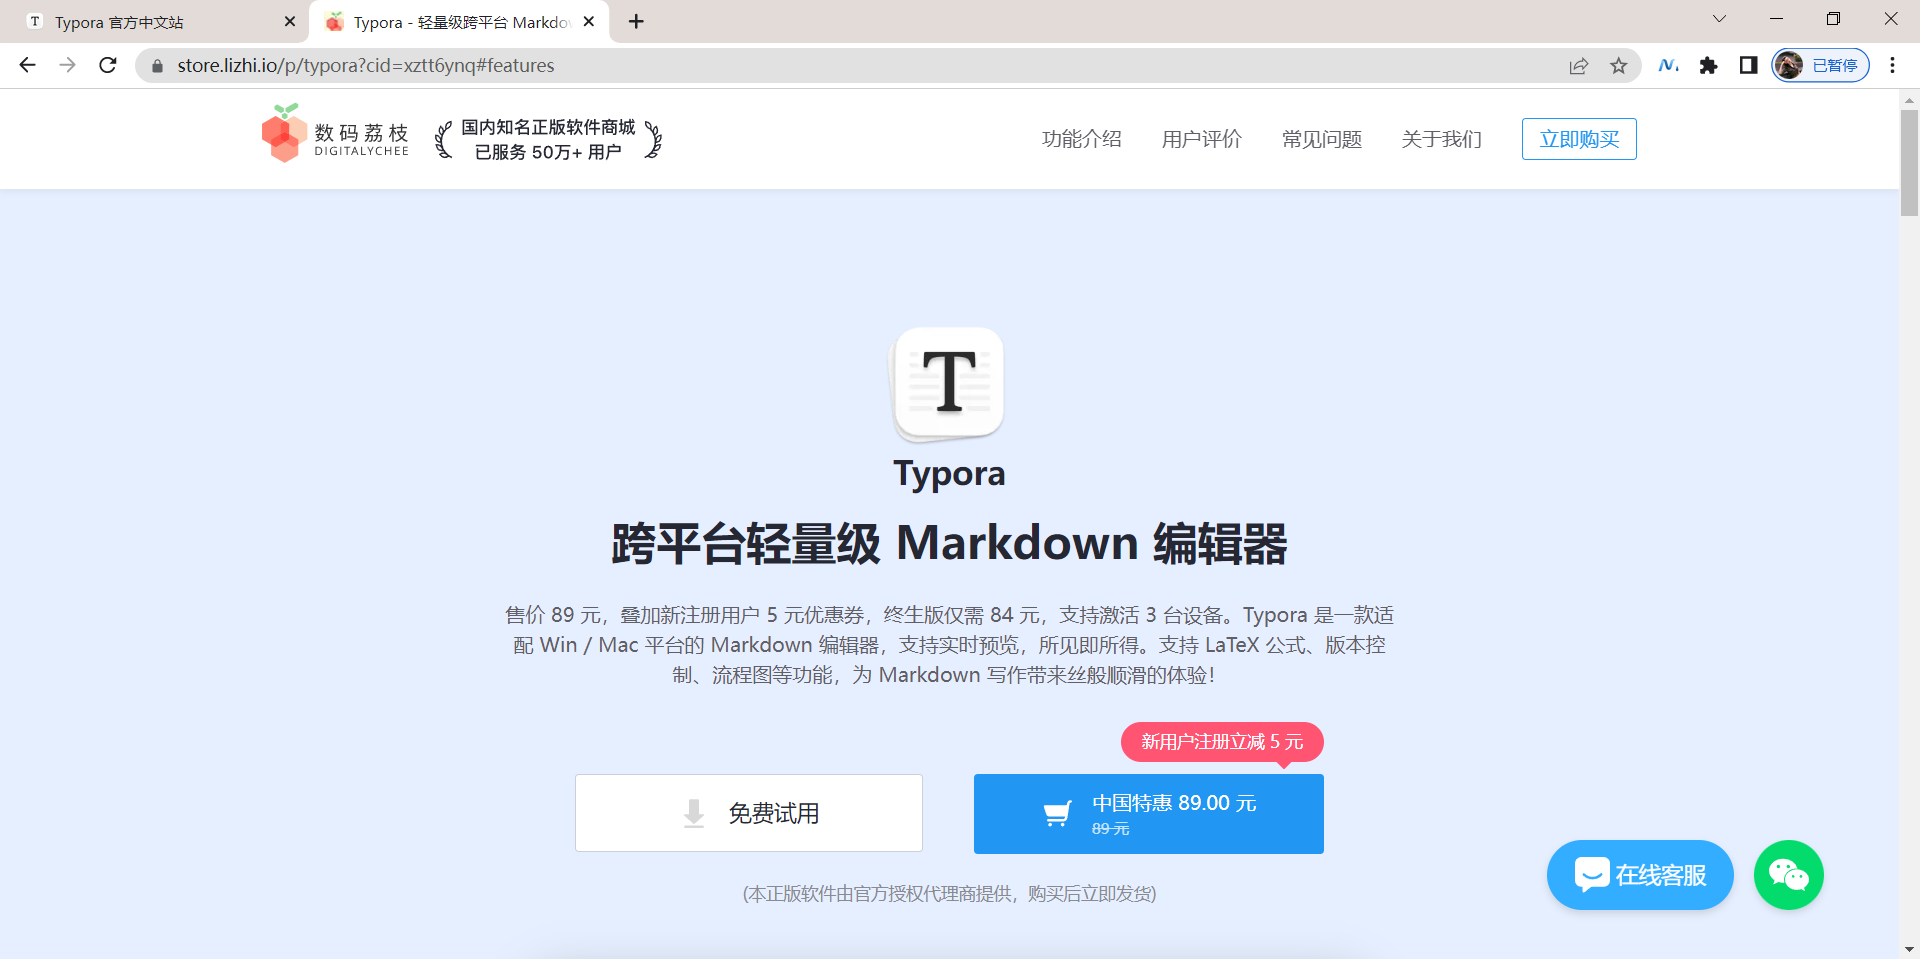 Typora 官方中文站
Typora - 轻量级跨平台 Markdo
store.lizhi.io/p/typora?cid=xztt6ynq#features
已暂停
数码荔枝
DIGITALYCHEE
国内知名正版软件商城
已服务 50万+ 用户
功能介绍
用户评价
常见问题
关于我们
立即购买
T
Typora
跨平台轻量级 Markdown 编辑器
售价 89 元，叠加新注册用户 5 元优惠券，终生版仅需 84 元，支持激活 3 台设备。Typora 是一款适
配 Win / Mac 平台的 Markdown 编辑器，支持实时预览，所见即所得。支持 LaTeX 公式、版本控
制、流程图等功能，为 Markdown 写作带来丝般顺滑的体验！
新用户注册立减 5 元
免费试用
中国特惠 89.00 元
89 元
(本正版软件由官方授权代理商提供，购买后立即发货)
在线客服